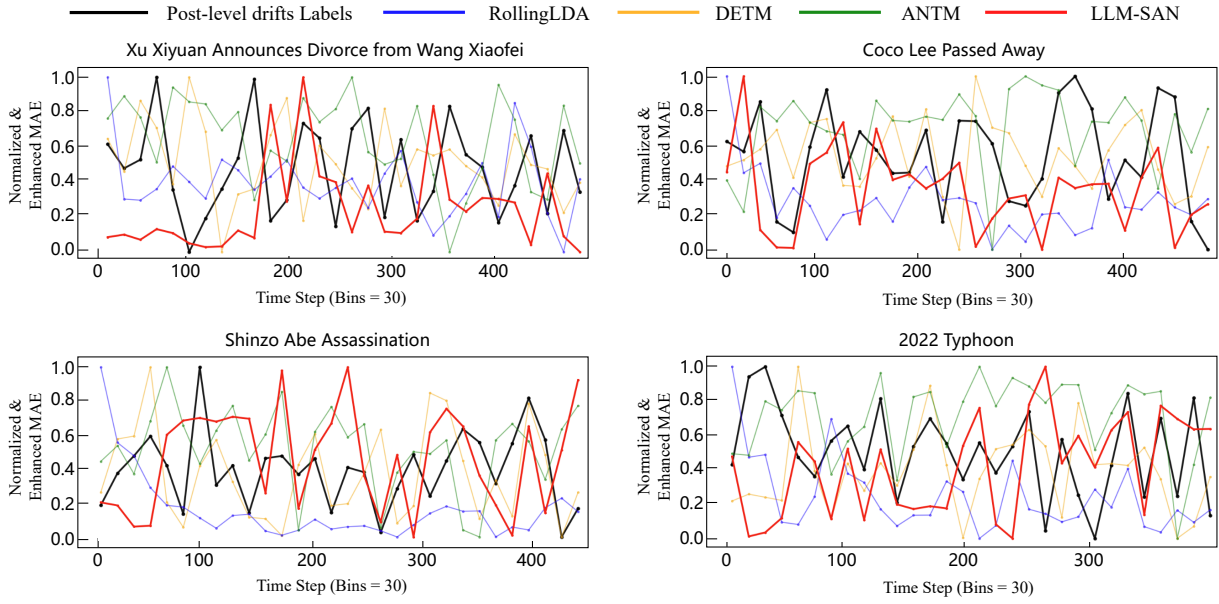 Post-level drifts Labels RollingLDA DETM ANTM LLM-SAN
Xu Xiyuan Announces Divorce from Wang Xiaofei
Normalized &
Enhanced MAE
1.0
0.8
0.6
0.4
0.2
0.0
0 100 200 300 400
Time Step (Bins = 30)
Coco Lee Passed Away
Normalized &
Enhanced MAE
1.0
0.8
0.6
0.4
0.2
0.0
0 100 200 300 400
Time Step (Bins = 30)
Shinzo Abe Assassination
Normalized &
Enhanced MAE
1.0
0.8
0.6
0.4
0.2
0.0
0 100 200 300 400
Time Step (Bins = 30)
2022 Typhoon
Normalized &
Enhanced MAE
1.0
0.8
0.6
0.4
0.2
0.0
0 100 200 300
Time Step (Bins = 30)